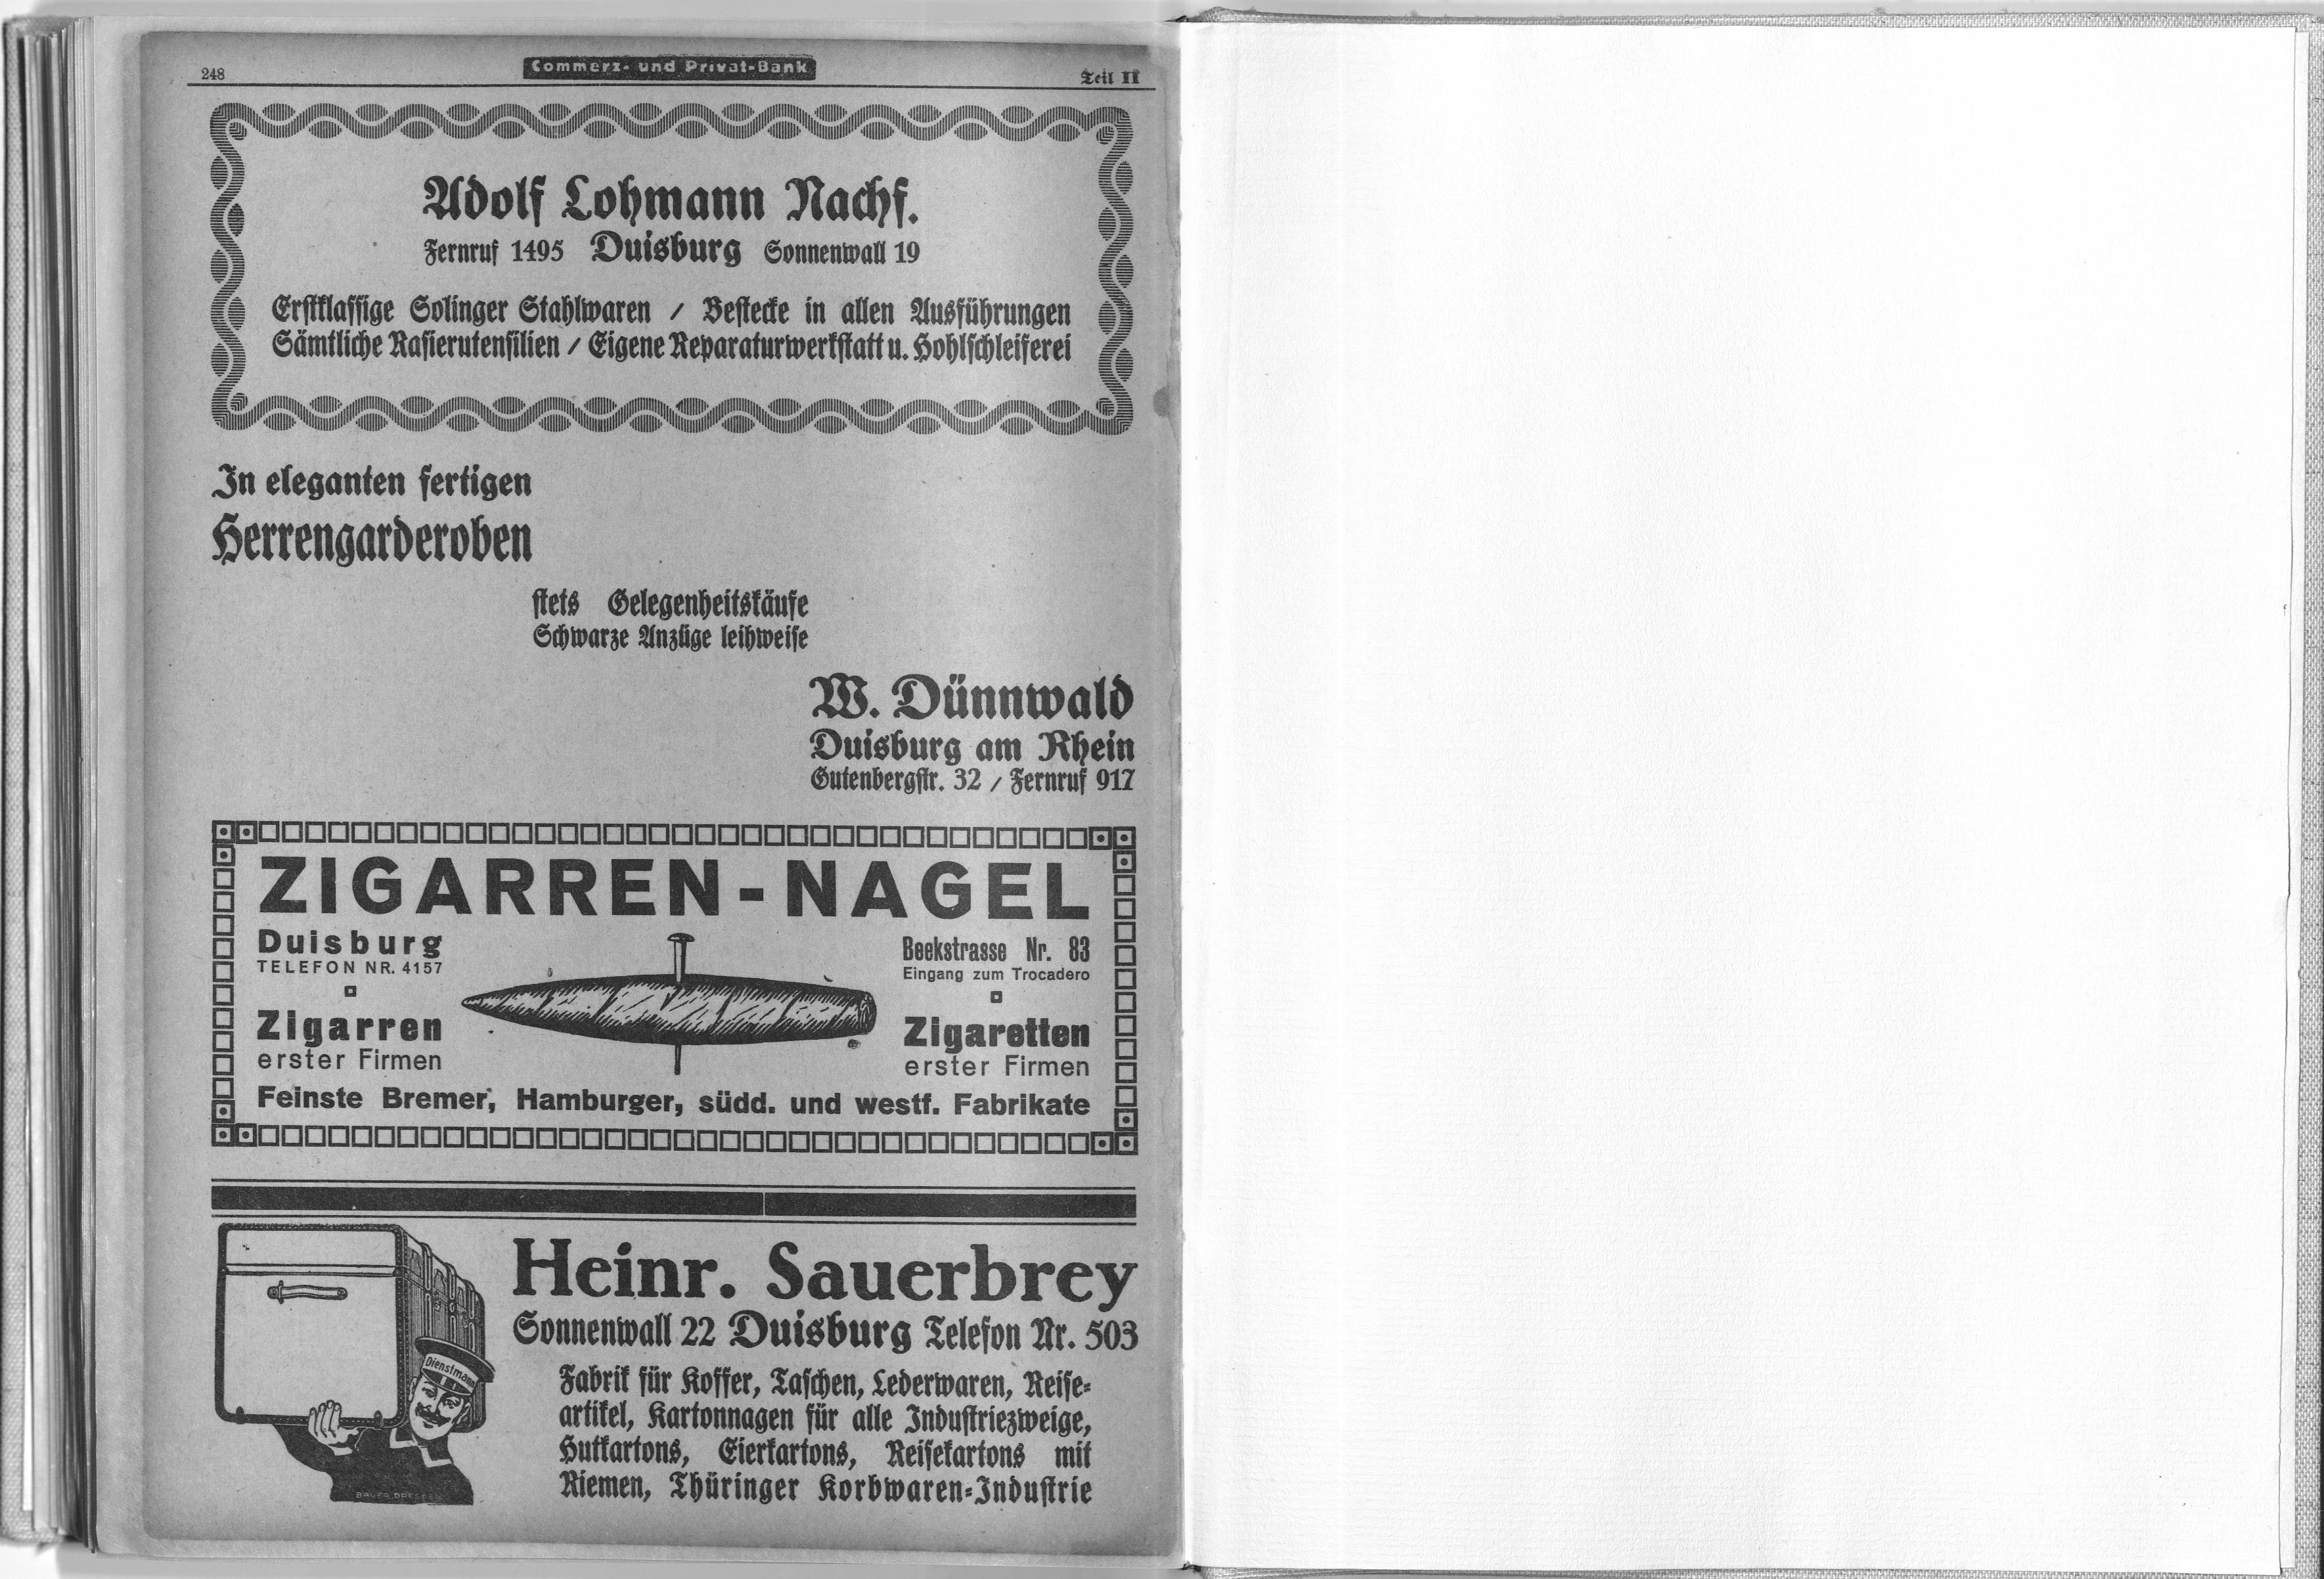 248
Commerz- und Privat-Bank
Teil II
Adolf Lohmann Nachf.
Fernruf 1495 Duisburg Sonnenwall 19
Erstklassige Solinger Stahlwaren / Bestecke in allen Ausführungen
Sämtliche Rasierutensilien / Eigene Reparaturwerkstatt u. Hohlschleiferei
In eleganten fertigen
Herrengarderoben
stets Gelegenheitskäufe
Schwarze Anzüge leihweise
W. Dünnwald
Duisburg am Rhein
Gutenbergstr. 32 / Fernruf 917
ZIGARREN-NAGEL
Duisburg
TELEFON NR. 4157
Zigarren
erster Firmen
Beekstrasse Nr. 83
Eingang zum Trocadero
Zigaretten
erster Firmen
Feinste Bremer, Hamburger, südd. und westf. Fabrikate
Heinr. Sauerbrey
Sonnenwall 22 Duisburg Telefon Nr. 503
Dienstmann
Fabrik für Koffer, Taschen, Lederwaren, Reise-
artikel, Kartonnagen für alle Industriezweige,
Hutkartons, Eierkartons, Reisekartons mit
Riemen, Thüringer Korbwaren-Industrie
BAUER DRESDEN